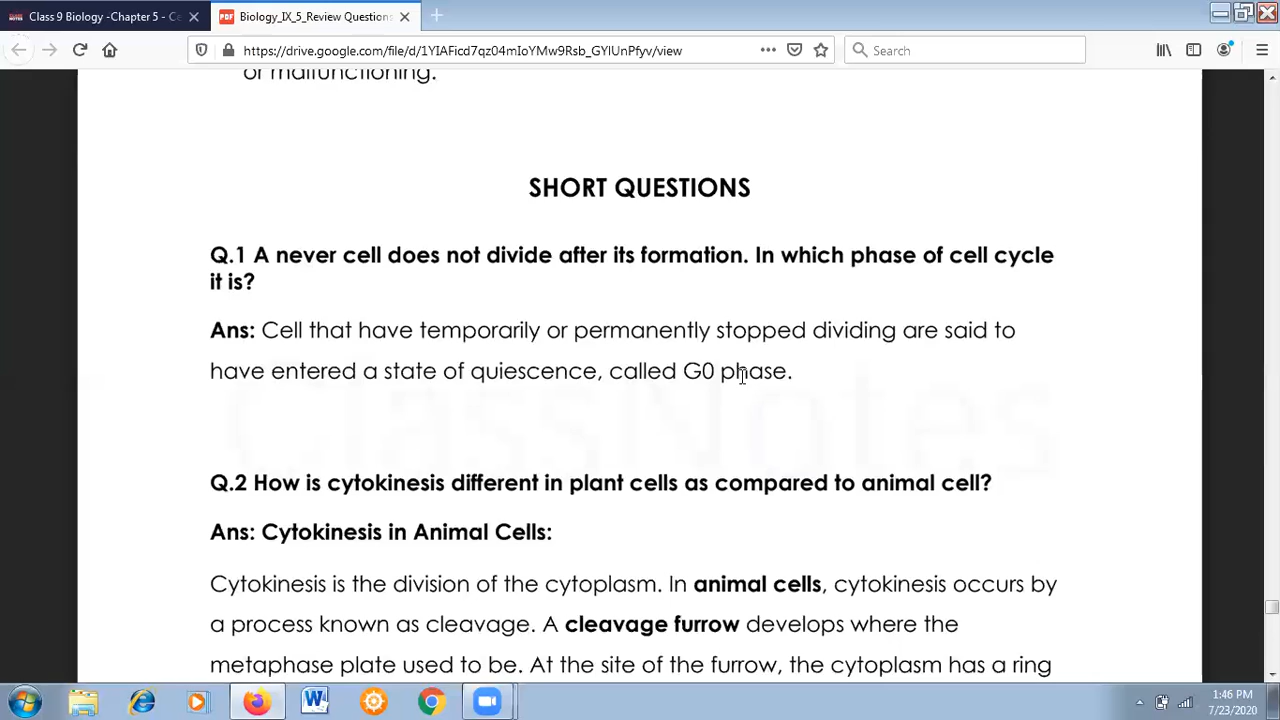 Class 9 Biology -Chapter 5 - Ce
Biology_IX_5_Review Questions
https://drive.google.com/file/d/1YIAFicd7qz04mIoYMw9Rsb_GYlUnPfyv/view
Search
or malfunctioning.
SHORT QUESTIONS
Q.1 A never cell does not divide after its formation. In which phase of cell cycle
it is?
Ans: Cell that have temporarily or permanently stopped dividing are said to
have entered a state of quiescence, called G0 phase.
ClassNotes
Q.2 How is cytokinesis different in plant cells as compared to animal cell?
Ans: Cytokinesis in Animal Cells:
Cytokinesis is the division of the cytoplasm. In animal cells, cytokinesis occurs by
a process known as cleavage. A cleavage furrow develops where the
metaphase plate used to be. At the site of the furrow, the cytoplasm has a ring
1:46 PM
7/23/2020